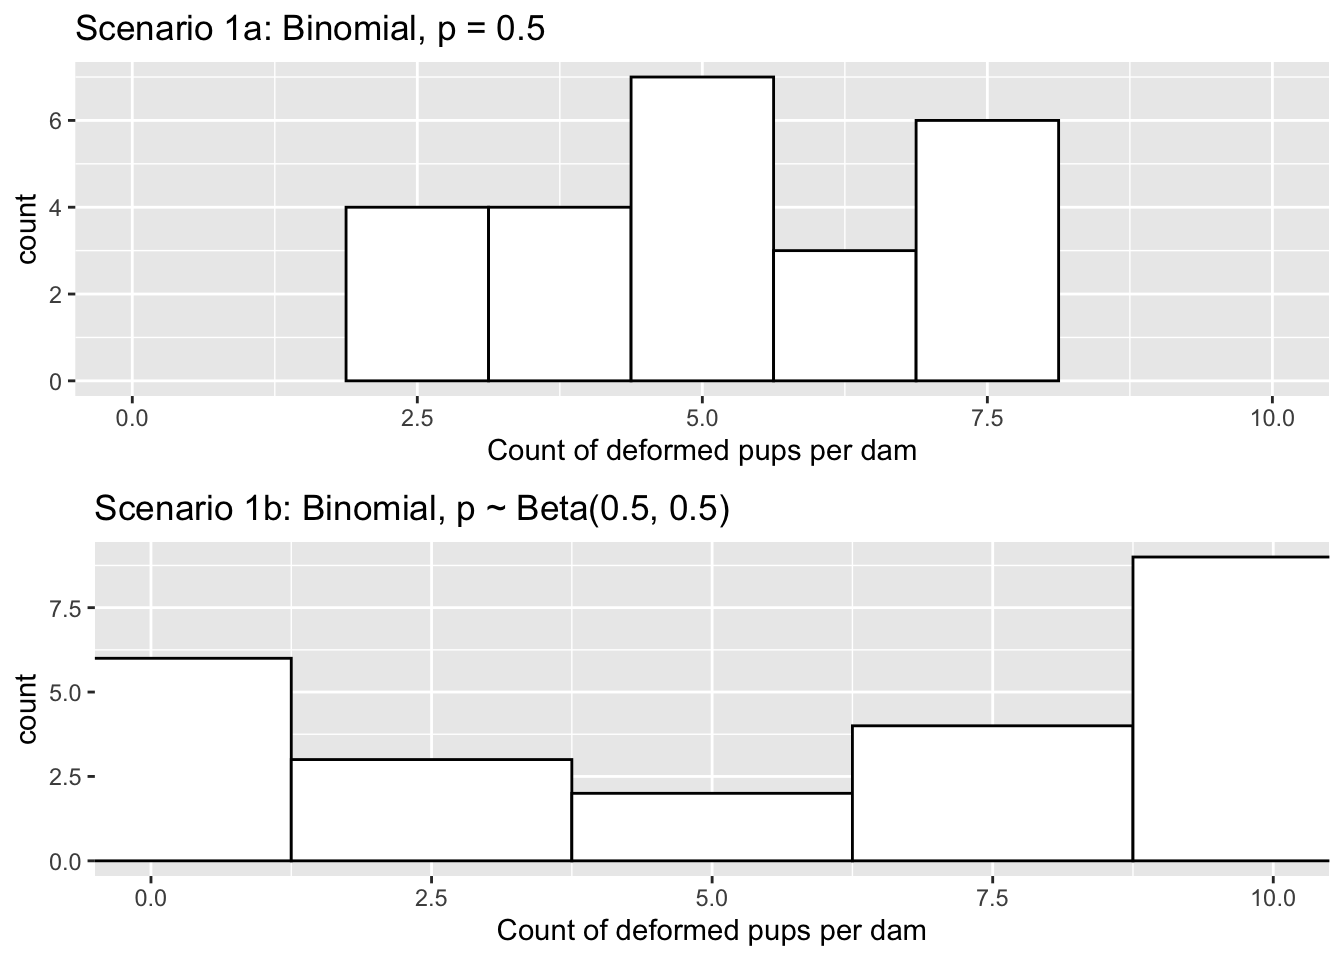 Scenario 1a: Binomial, p = 0.5
6
4
2
0
count
0.0 2.5 5.0 7.5 10.0
Count of deformed pups per dam
Scenario 1b: Binomial, p ~ Beta(0.5, 0.5)
7.5
5.0
2.5
0.0
count
0.0 2.5 5.0 7.5 10.0
Count of deformed pups per dam